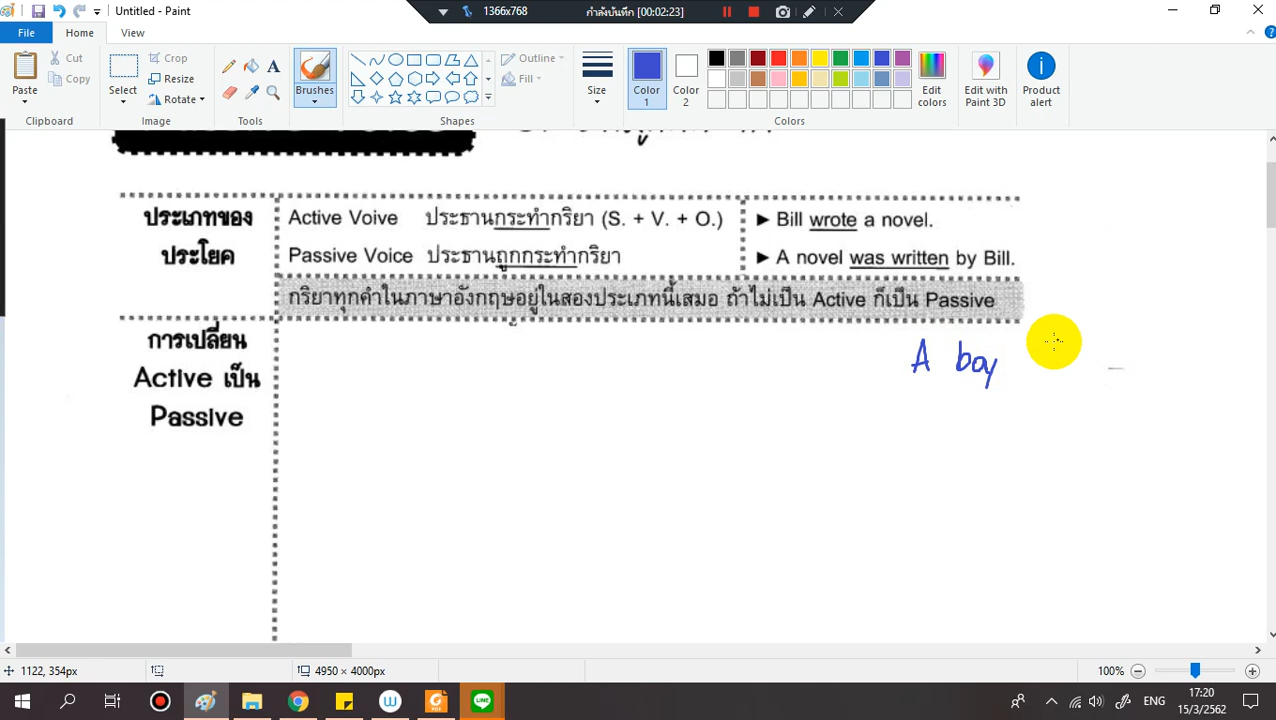 Untitled - Paint
1366x768
กำลังบันทึก [00:02:23]
File
Home
View
Paste
Cut
Copy
Clipboard
Select
Crop
Resize
Rotate
Image
Tools
Brushes
Outline
Fill
Shapes
Size
Color 1
Color 2
Edit colors
Colors
Edit with Paint 3D
Product alert
ประเภทของ
ประโยค
Active Voive ประธานกระทำกริยา (S. + V. + O.)
► Bill wrote a novel.
Passive Voice ประธานถูกกระทำกริยา
► A novel was written by Bill.
กริยาทุกคำในภาษาอังกฤษอยู่ในสองประเภทนี้เสมอ ถ้าไม่เป็น Active ก็เป็น Passive
การเปลี่ยน
Active เป็น
Passive
A boy
1122, 354px
4950 × 4000px
100%
ENG
17:20
15/3/2562